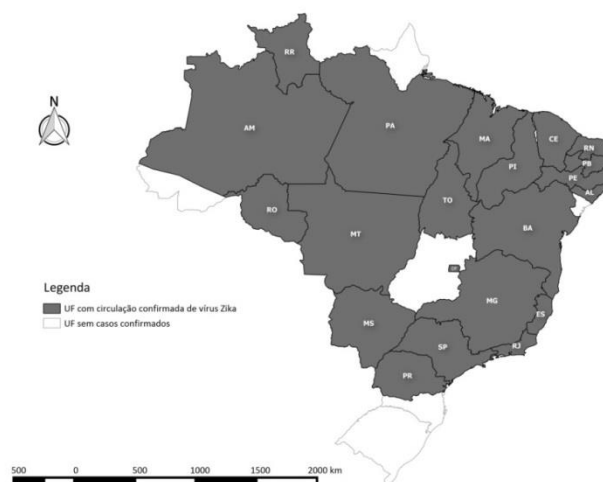 RR
AM
PA
MA
CE
RN
PB
PI
PE
AL
TO
RO
BA
MT
DF
MG
ES
MS
SP
RJ
PR
N
Legenda
UF com circulação confirmada de vírus Zika
UF sem casos confirmados
500 0 500 1000 1500 2000 km